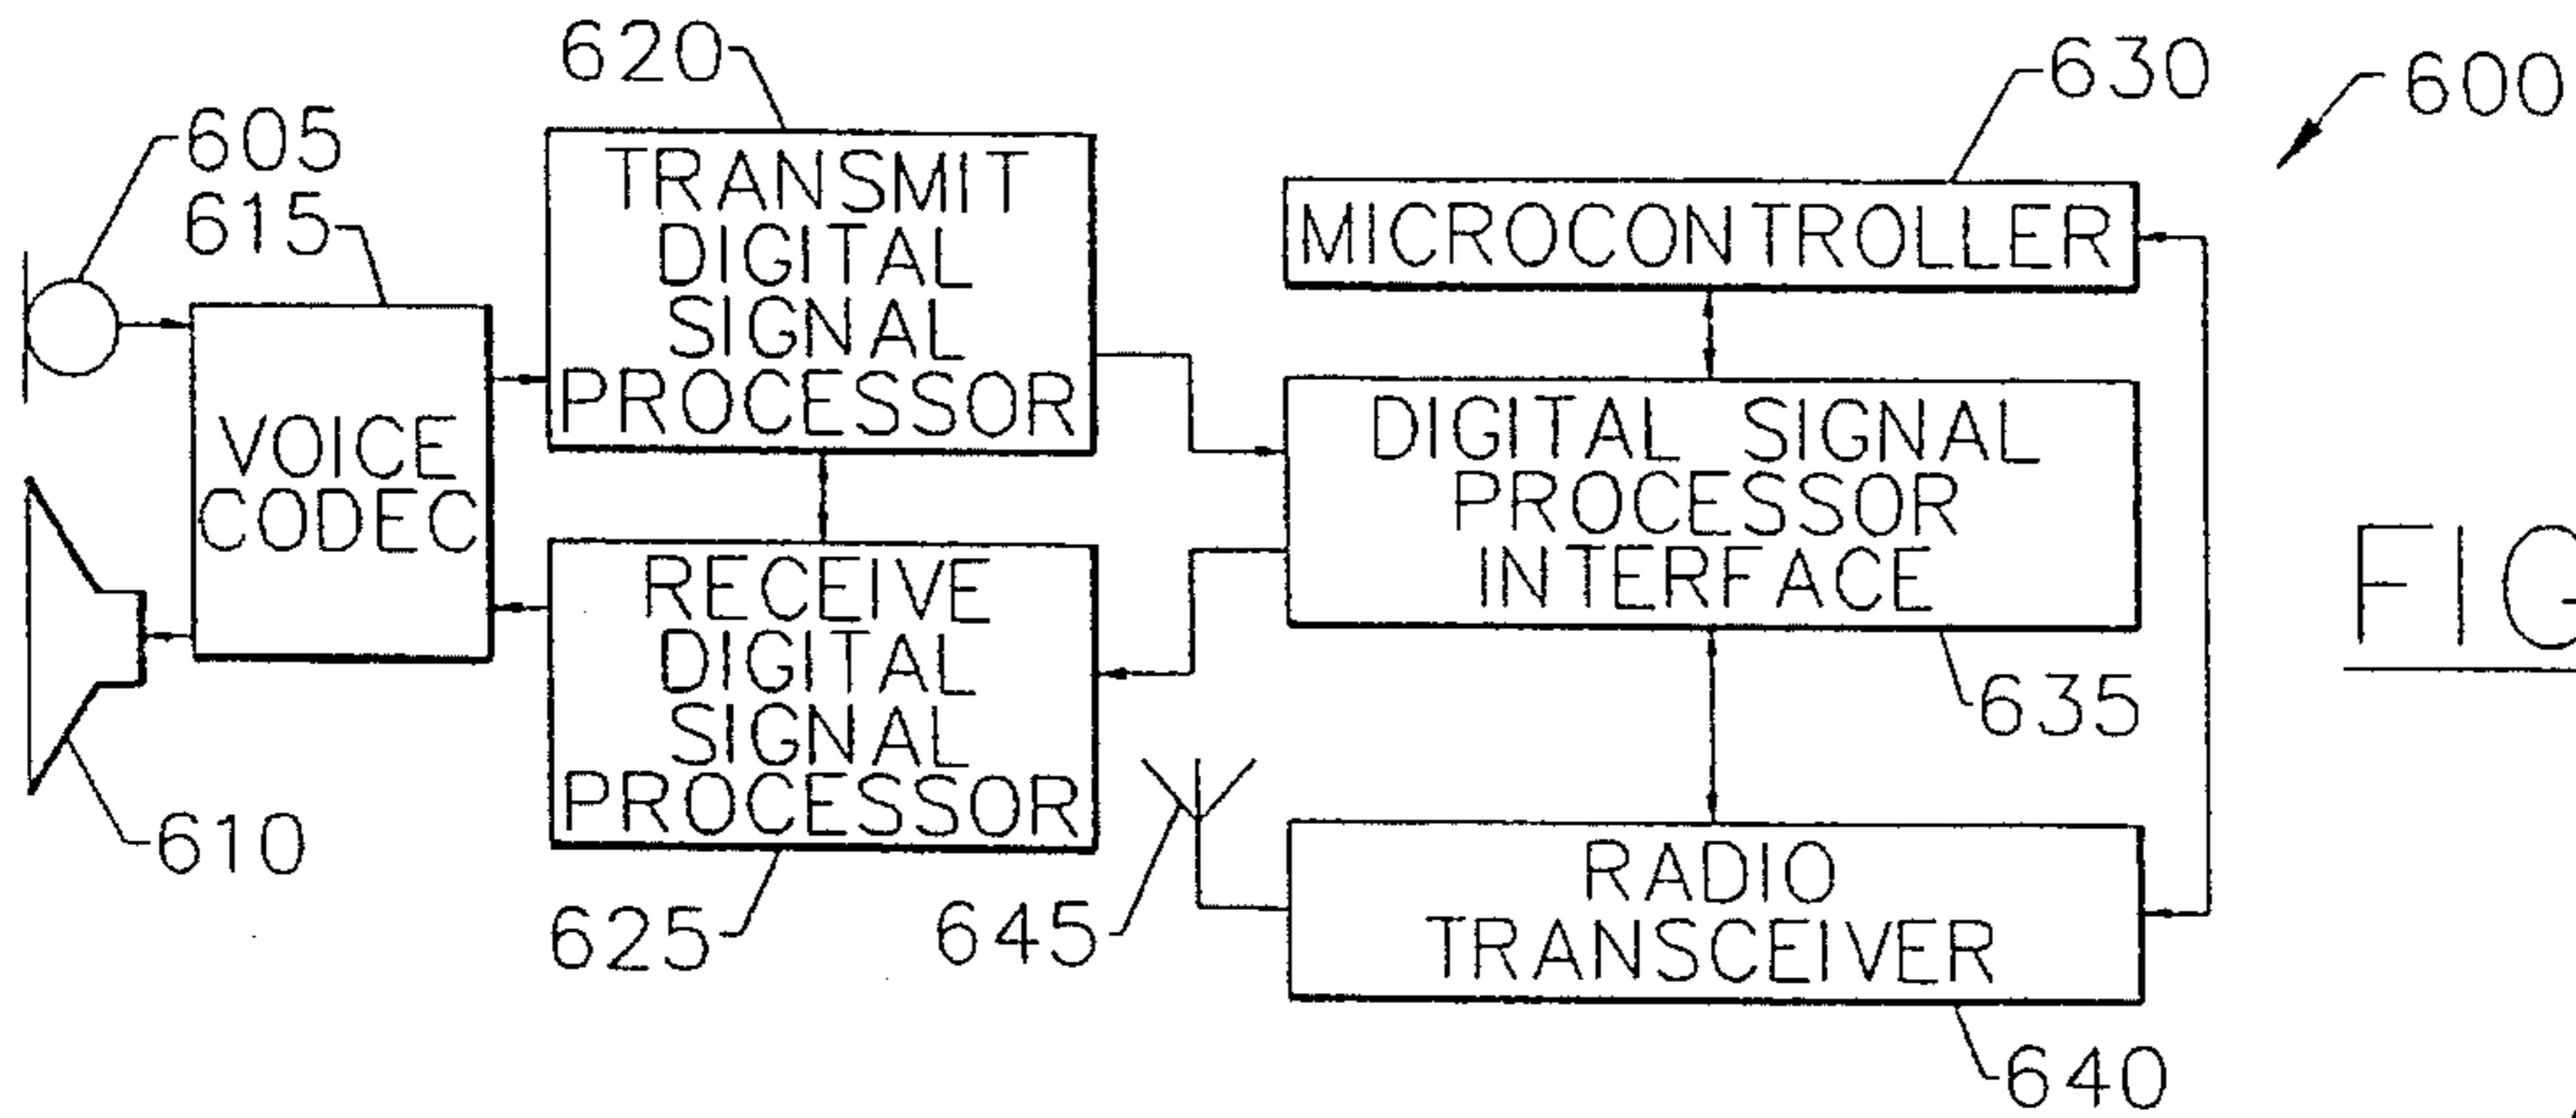 620
630
600
605
615
TRANSMIT
DIGITAL
SIGNAL
PROCESSOR
MICROCONTROLLER
VOICE
CODEC
DIGITAL SIGNAL
PROCESSOR
INTERFACE
FIG
RECEIVE
DIGITAL
SIGNAL
PROCESSOR
635
610
625
645
RADIO
TRANSCEIVER
640